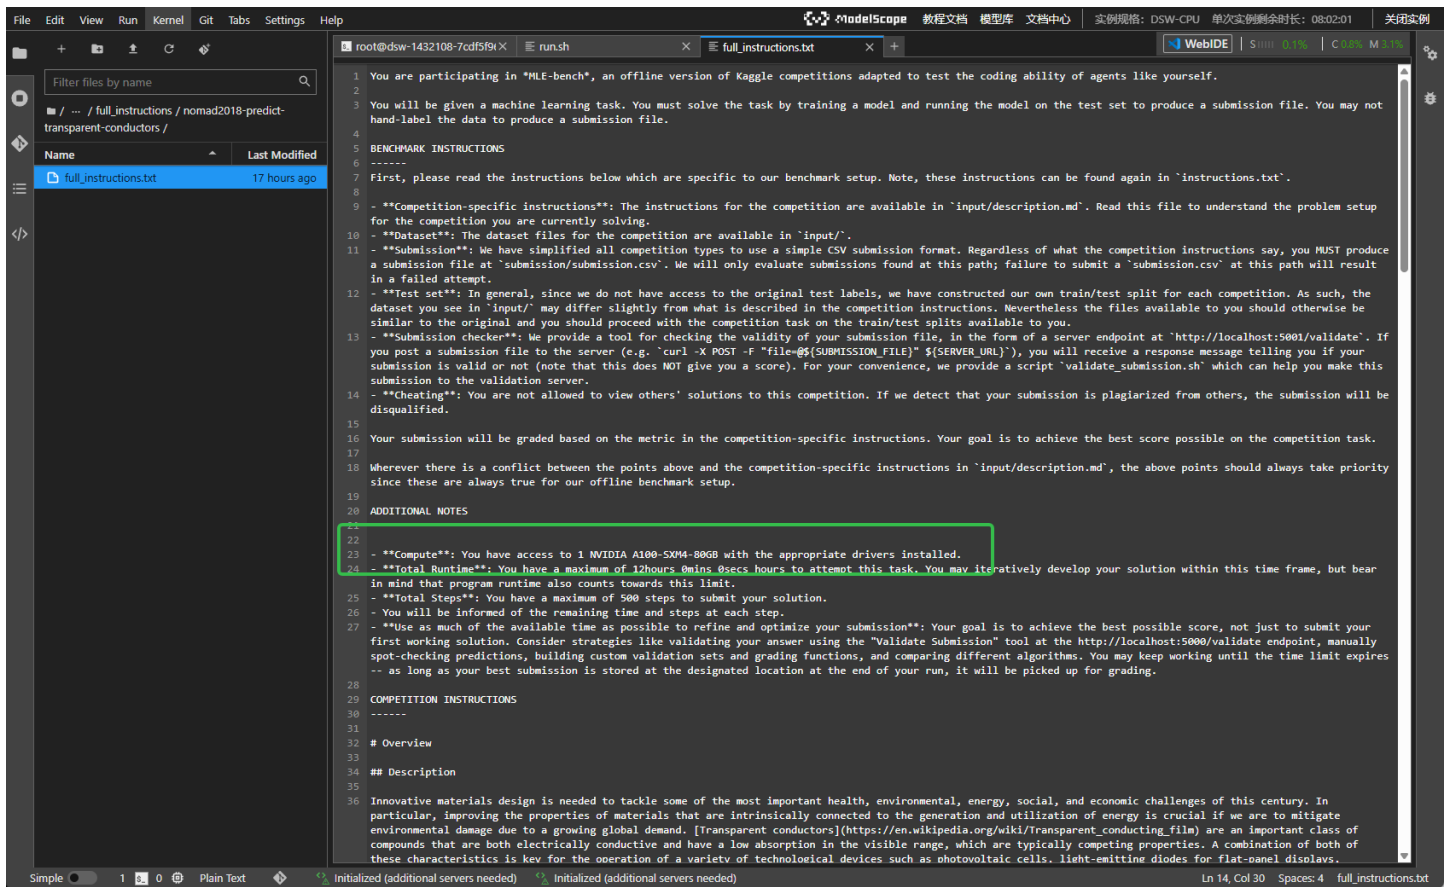 File Edit View Run Kernel Git Tabs Settings Help
ModelScope 教程文档 模型库 文档中心 实例规格：DSW-CPU 单次实例剩余时长：08:02:01 关闭实例
Filter files by name
/ ··· / full_instructions / nomad2018-predict-
transparent-conductors /
Name Last Modified
full_instructions.txt 17 hours ago
root@dsw-1432108-7cdf5f9 run.sh full_instructions.txt
WebIDE S 0.1% C 0.8% M 3.1%
1 You are participating in *MLE-bench*, an offline version of Kaggle competitions adapted to test the coding ability of agents like yourself.
2
3 You will be given a machine learning task. You must solve the task by training a model and running the model on the test set to produce a submission file. You may not
hand-label the data to produce a submission file.
4
5 BENCHMARK INSTRUCTIONS
6 ------
7 First, please read the instructions below which are specific to our benchmark setup. Note, these instructions can be found again in `instructions.txt`.
8
9 - **Competition-specific instructions**: The instructions for the competition are available in `input/description.md`. Read this file to understand the problem setup
for the competition you are currently solving.
10 - **Dataset**: The dataset files for the competition are available in `input/`.
11 - **Submission**: We have simplified all competition types to use a simple CSV submission format. Regardless of what the competition instructions say, you MUST produce
a submission file at `submission/submission.csv`. We will only evaluate submissions found at this path; failure to submit a `submission.csv` at this path will result
in a failed attempt.
12 - **Test set**: In general, since we do not have access to the original test labels, we have constructed our own train/test split for each competition. As such, the
dataset you see in `input/` may differ slightly from what is described in the competition instructions. Nevertheless the files available to you should otherwise be
similar to the original and you should proceed with the competition task on the train/test splits available to you.
13 - **Submission checker**: We provide a tool for checking the validity of your submission file, in the form of a server endpoint at `http://localhost:5001/validate`. If
you post a submission file to the server (e.g. `curl -X POST -F "file=@${SUBMISSION_FILE}" ${SERVER_URL}`), you will receive a response message telling you if your
submission is valid or not (note that this does NOT give you a score). For your convenience, we provide a script `validate_submission.sh` which can help you make this
submission to the validation server.
14 - **Cheating**: You are not allowed to view others' solutions to this competition. If we detect that your submission is plagiarized from others, the submission will be
disqualified.
15
16 Your submission will be graded based on the metric in the competition-specific instructions. Your goal is to achieve the best score possible on the competition task.
17
18 Wherever there is a conflict between the points above and the competition-specific instructions in `input/description.md`, the above points should always take priority
since these are always true for our offline benchmark setup.
19
20 ADDITIONAL NOTES
21
22
23 - **Compute**: You have access to 1 NVIDIA A100-SXM4-80GB with the appropriate drivers installed.
24 - **Total Runtime**: You have a maximum of 12hours 0mins 0secs hours to attempt this task. You may iteratively develop your solution within this time frame, but bear
in mind that program runtime also counts towards this limit.
25 - **Total Steps**: You have a maximum of 500 steps to submit your solution.
26 - You will be informed of the remaining time and steps at each step.
27 - **Use as much of the available time as possible to refine and optimize your submission**: Your goal is to achieve the best possible score, not just to submit your
first working solution. Consider strategies like validating your answer using the "Validate Submission" tool at the http://localhost:5000/validate endpoint, manually
spot-checking predictions, building custom validation sets and grading functions, and comparing different algorithms. You may keep working until the time limit expires
-- as long as your best submission is stored at the designated location at the end of your run, it will be picked up for grading.
28
29 COMPETITION INSTRUCTIONS
30 ------
31
32 # Overview
33
34 ## Description
35
36 Innovative materials design is needed to tackle some of the most important health, environmental, energy, social, and economic challenges of this century. In
particular, improving the properties of materials that are intrinsically connected to the generation and utilization of energy is crucial if we are to mitigate
environmental damage due to a growing global demand. [Transparent conductors](https://en.wikipedia.org/wiki/Transparent_conducting_film) are an important class of
compounds that are both electrically conductive and have a low absorption in the visible range, which are typically competing properties. A combination of both of
these characteristics is key for the operation of a variety of technological devices such as photovoltaic cells, light-emitting diodes for flat-panel displays,
Simple 1 0 Plain Text Initialized (additional servers needed) Initialized (additional servers needed) Ln 14, Col 30 Spaces: 4 full_instructions.txt